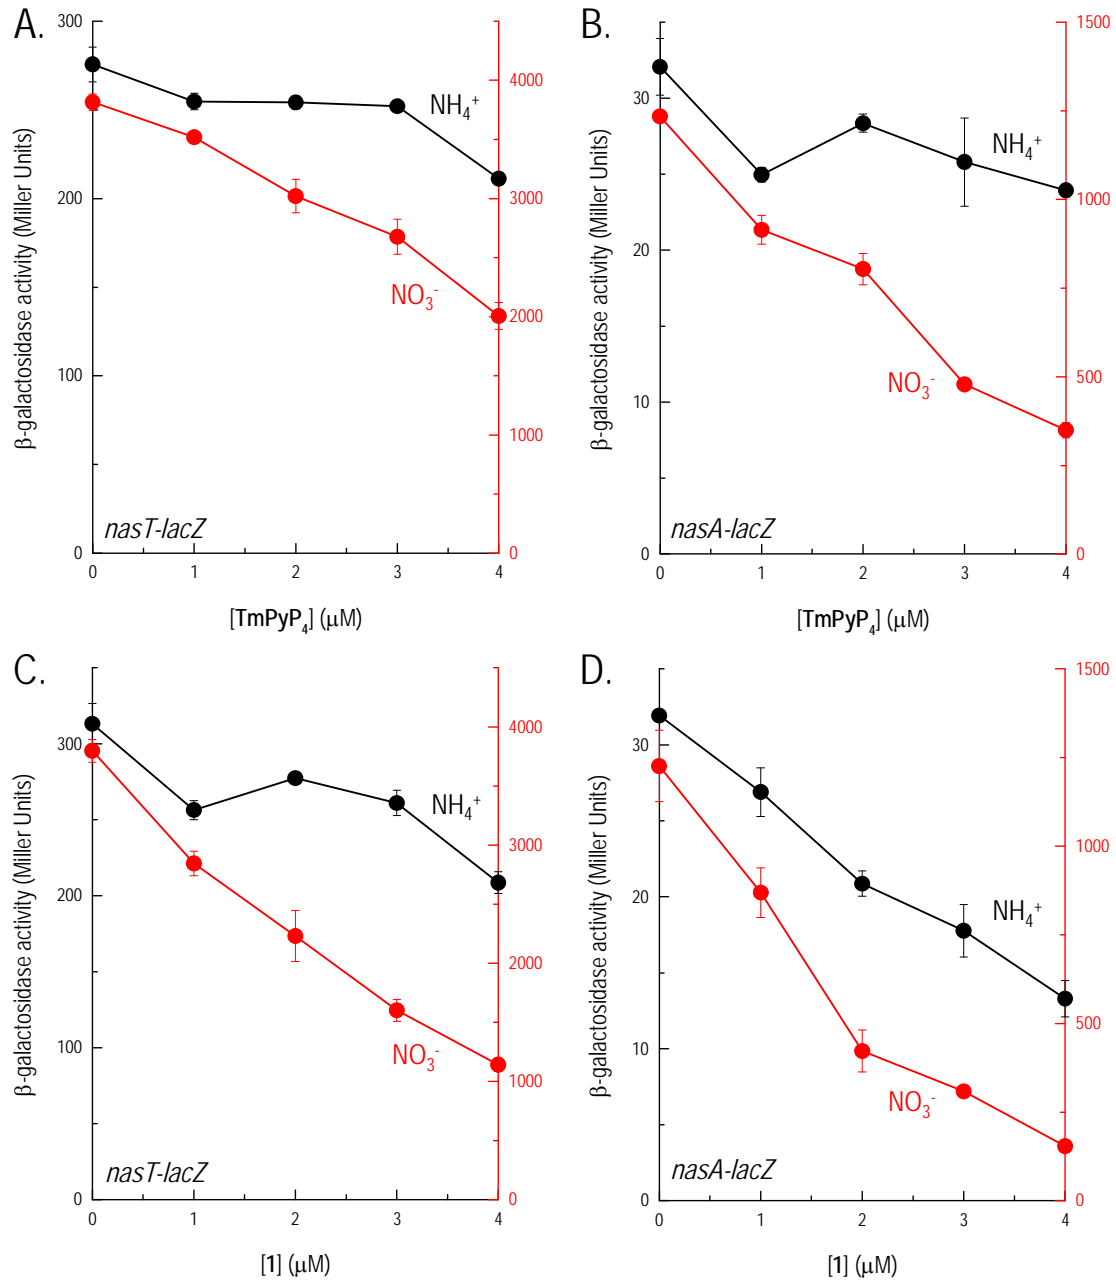 A.
β-galactosidase activity (Miller Units)
300
200
100
0
0 1 2 3 4
4000
3000
2000
1000
0
NH₄⁺
NO₃⁻
nasT-lacZ
[TmPyP₄] (μM)
B.
β-galactosidase activity (Miller Units)
30
20
10
0
0 1 2 3 4
1500
1000
500
0
NH₄⁺
NO₃⁻
nasA-lacZ
[TmPyP₄] (μM)
C.
β-galactosidase activity (Miller Units)
300
200
100
0
0 1 2 3 4
4000
3000
2000
1000
0
NH₄⁺
NO₃⁻
nasT-lacZ
[1] (μM)
D.
β-galactosidase activity (Miller Units)
30
20
10
0
0 1 2 3 4
1500
1000
500
0
NH₄⁺
NO₃⁻
nasA-lacZ
[1] (μM)